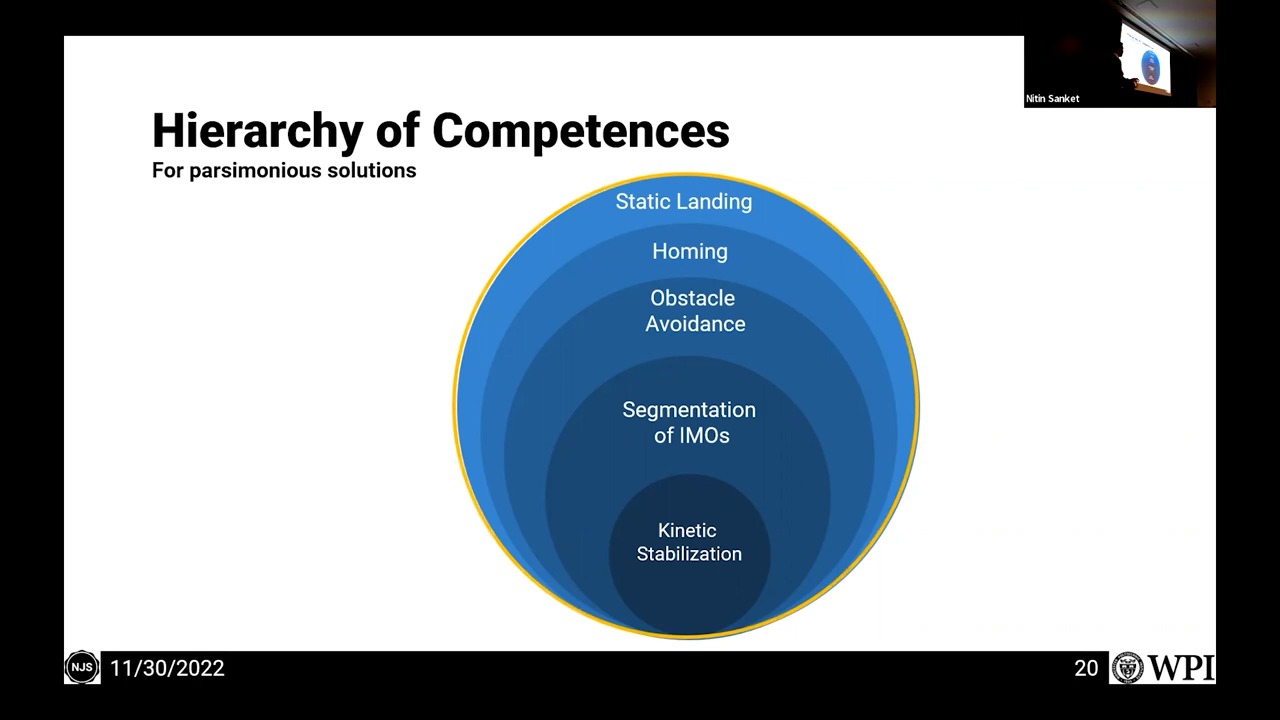 Nitin Sanket
Hierarchy of Competences
For parsimonious solutions
Static Landing
Homing
Obstacle
Avoidance
Segmentation
of IMOs
Kinetic
Stabilization
NJS
11/30/2022
20
WPI